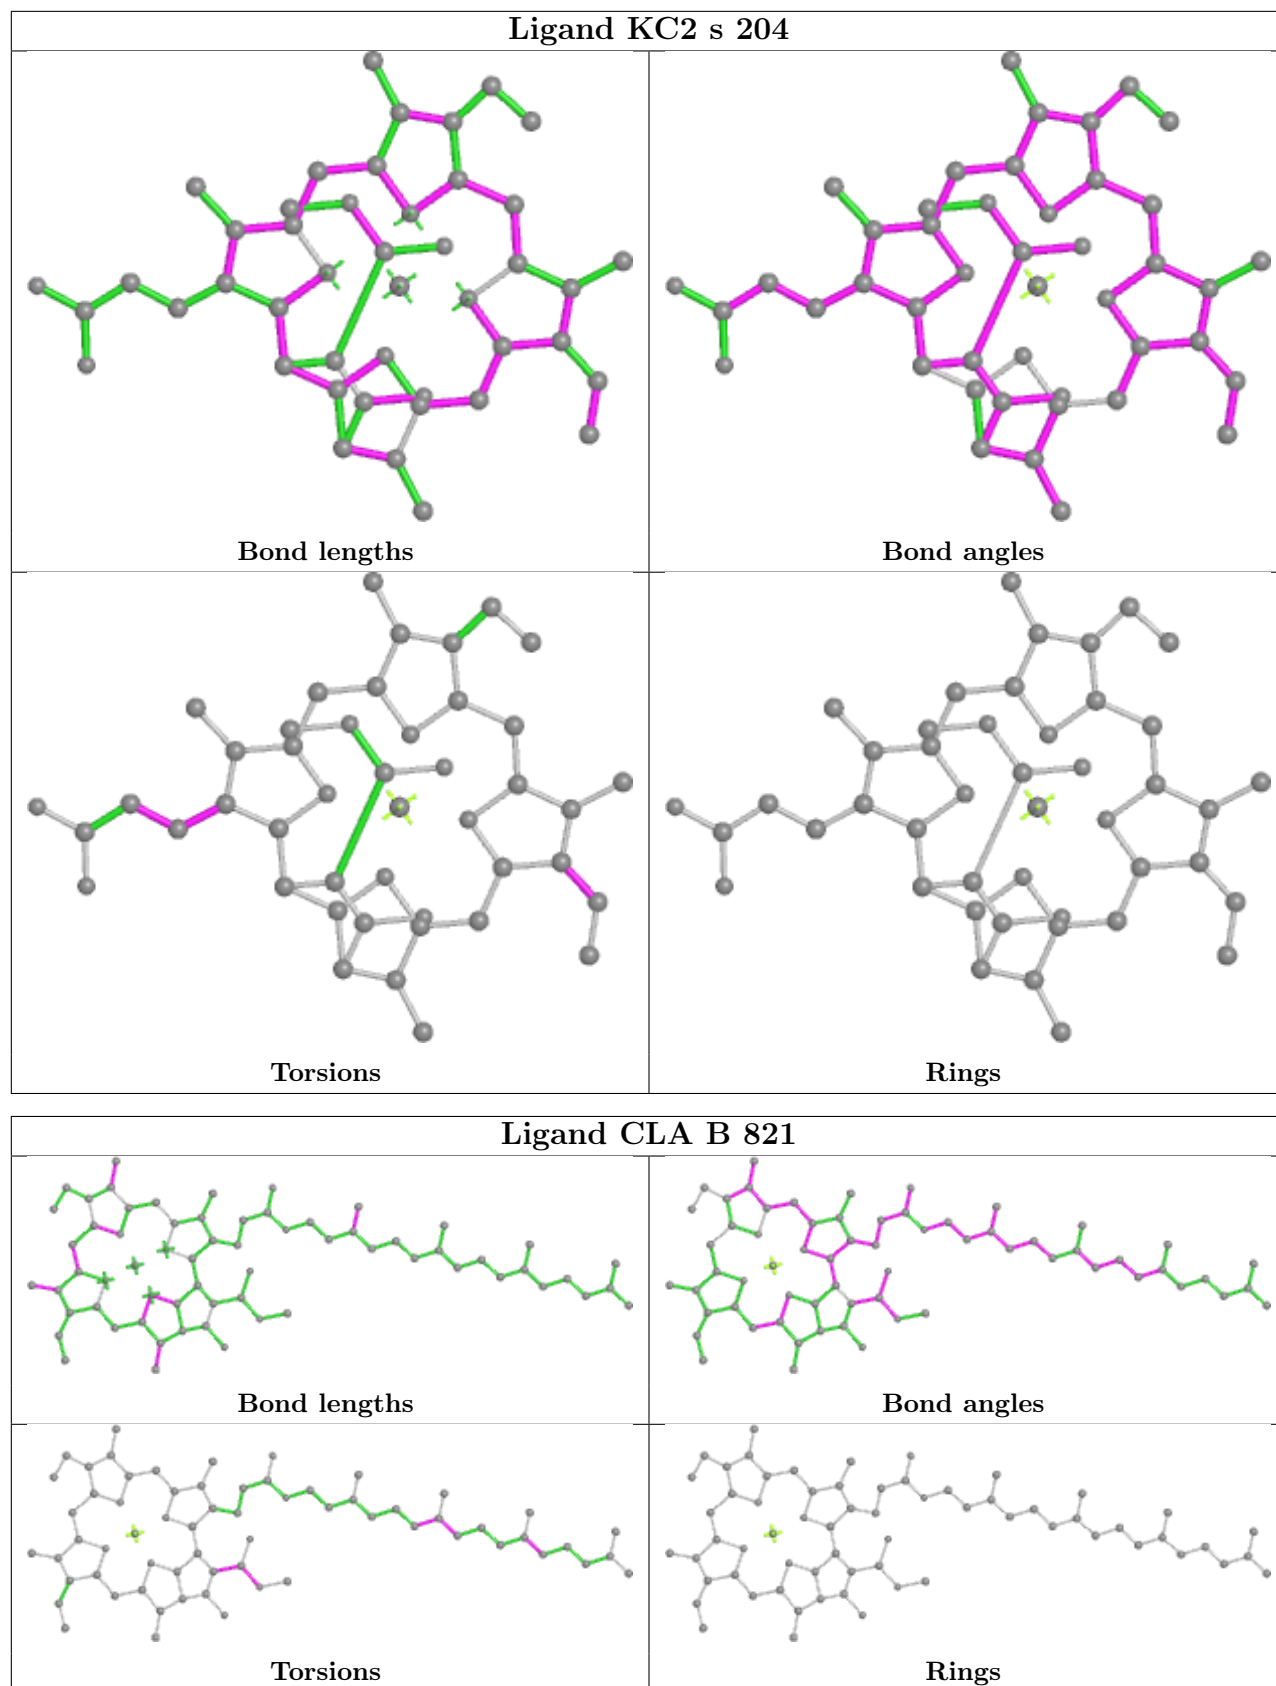 Ligand KC2 s 204
Bond lengths
Bond angles
Torsions
Rings
Ligand CLA B 821
Bond lengths
Bond angles
Torsions
Rings